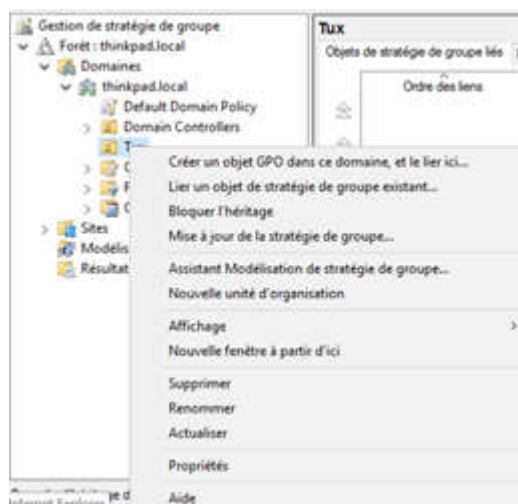 Gestion de stratégie de groupe
Forêt : thinkpad.local
Domaines
thinkpad.local
Default Domain Policy
Domain Controllers
Sites
Modélis
Résultat
Tux
Objets de stratégie de groupe liés
Ordre des liens
Créer un objet GPO dans ce domaine, et le lier ici...
Lier un objet de stratégie de groupe existant...
Bloquer l'héritage
Mise à jour de la stratégie de groupe...
Assistant Modélisation de stratégie de groupe...
Nouvelle unité d'organisation
Affichage
Nouvelle fenêtre à partir d'ici
Supprimer
Renommer
Actualiser
Propriétés
Aide